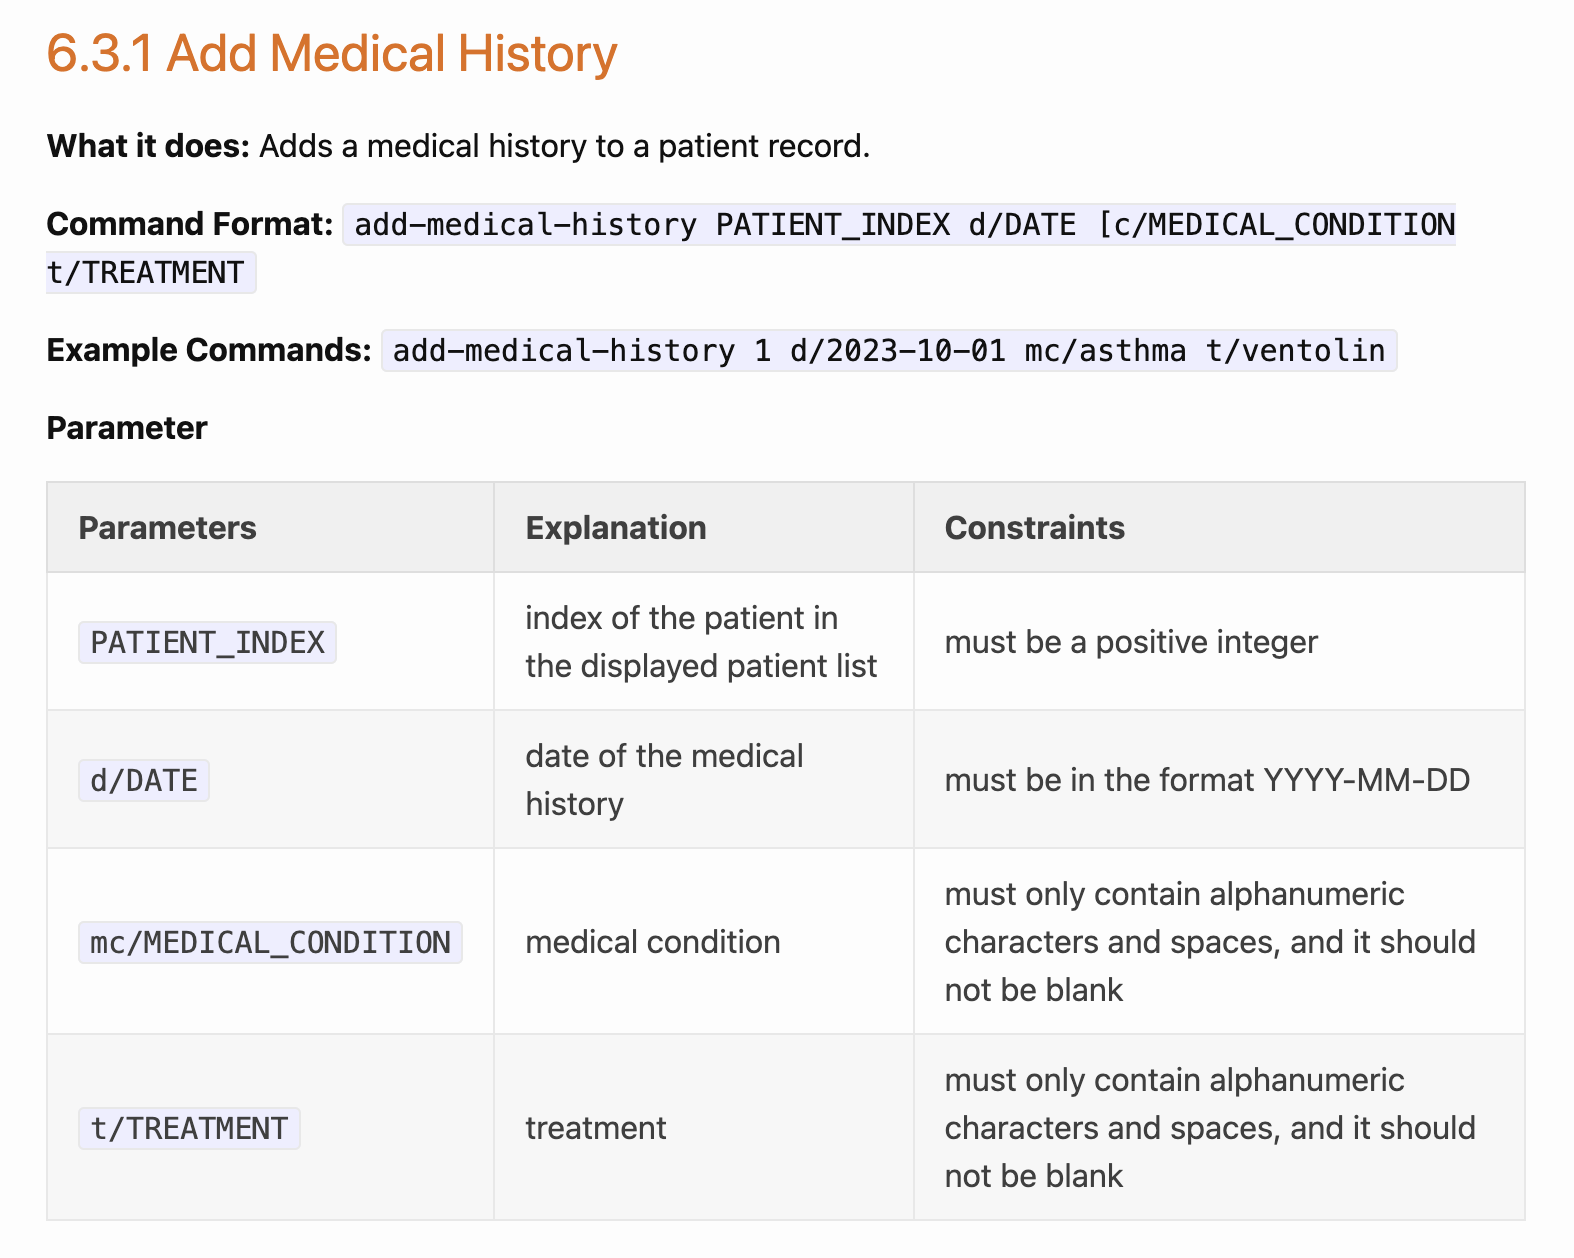 6.3.1 Add Medical History
What it does: Adds a medical history to a patient record.
Command Format: add-medical-history PATIENT_INDEX d/DATE [c/MEDICAL_CONDITION
t/TREATMENT
Example Commands: add-medical-history 1 d/2023-10-01 mc/asthma t/ventolin
Parameter
Parameters Explanation Constraints
PATIENT_INDEX
index of the patient in
the displayed patient list
must be a positive integer
d/DATE
date of the medical
history
must be in the format YYYY-MM-DD
mc/MEDICAL_CONDITION
medical condition
must only contain alphanumeric
characters and spaces, and it should
not be blank
t/TREATMENT
treatment
must only contain alphanumeric
characters and spaces, and it should
not be blank